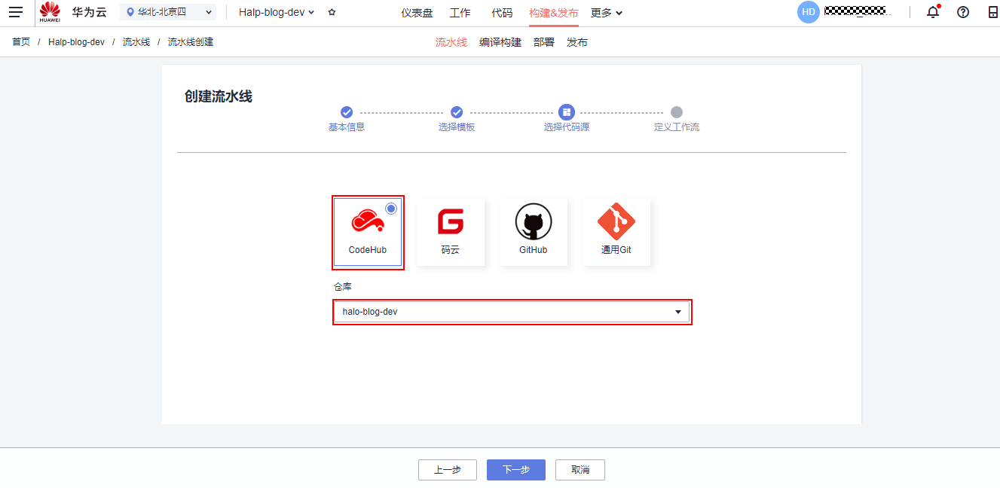 HUAWEI 华为云 华北-北京四 Halp-blog-dev 仪表盘 工作 代码 构建&发布 更多 HD
首页 / Halp-blog-dev / 流水线 / 流水线创建 流水线 编译构建 部署 发布
创建流水线
基本信息 选择模板 选择代码源 定义工作流
CodeHub 码云 GitHub 通用Git
仓库
halo-blog-dev
上一步 下一步 取消